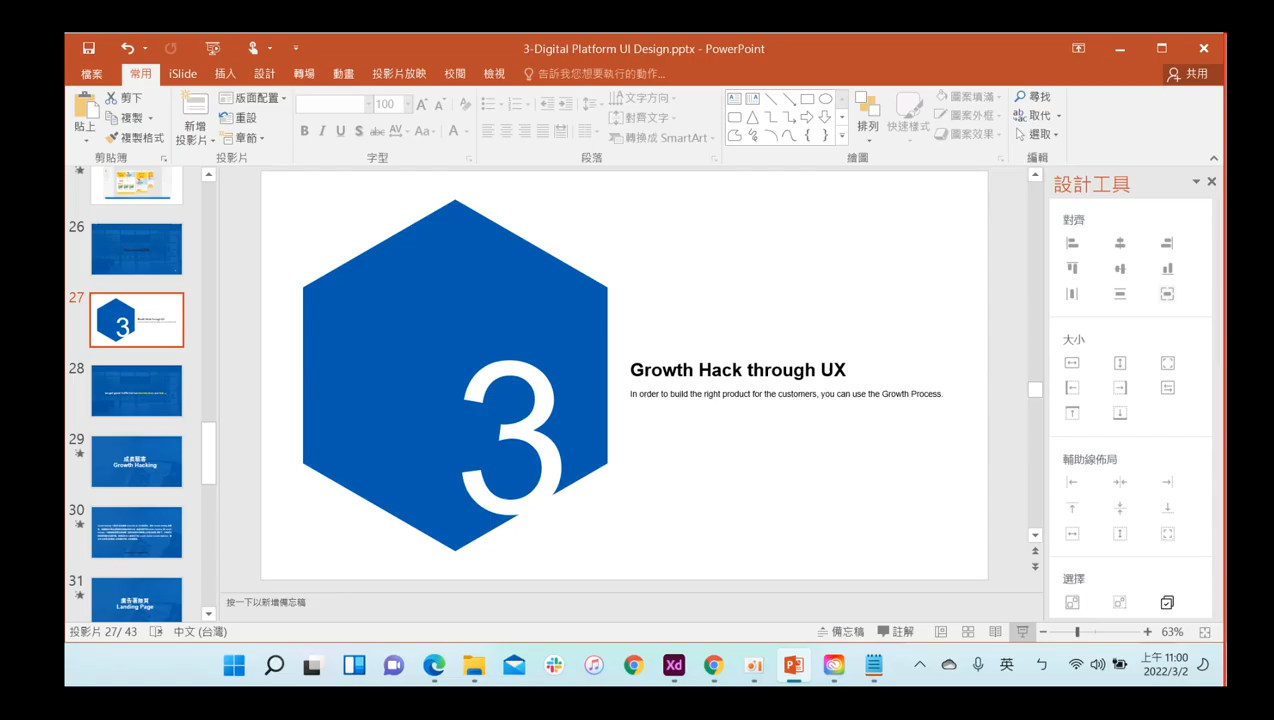 3-Digital Platform UI Design.pptx - PowerPoint
檔案 常用 iSlide 插入 設計 轉場 動畫 投影片放映 校閱 檢視 告訴我您想要執行的動作... 共用
貼上
剪下
複製
複製格式
剪貼簿
新增
投影片
版面配置
重設
章節
投影片
100
B I U S abc AV Aa A
字型
文字方向
對齊文字
轉換成 SmartArt
段落
排列
快速樣式
圖案填滿
圖案外框
圖案效果
繪圖
尋找
取代
選取
編輯
26
27
3
28
29
成長駭客
Growth Hacking
30
31
廣告著陸頁
Landing Page
3
Growth Hack through UX
In order to build the right product for the customers, you can use the Growth Process.
按一下以新增備忘稿
設計工具
對齊
大小
輔助線佈局
選擇
投影片 27/ 43 中文 (台灣) 備忘稿 註解 63%
英
上午 11:00
2022/3/2